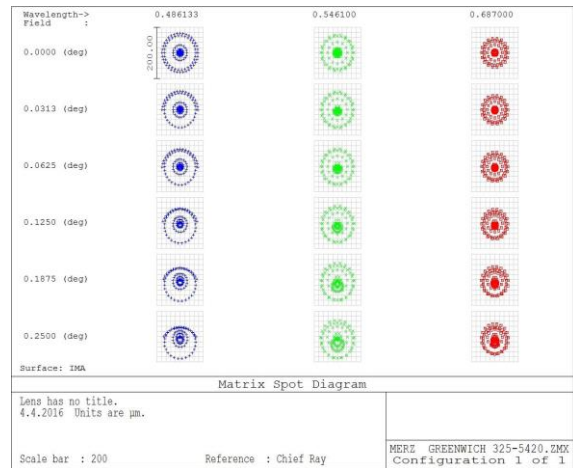 Wavelength-> 0.486133 0.546100 0.687000
Field :
0.0000 (deg)
200.00
0.0313 (deg)
0.0625 (deg)
0.1250 (deg)
0.1875 (deg)
0.2500 (deg)
Surface: IMA
Matrix Spot Diagram
Lens has no title.
4.4.2016 Units are µm.
Scale bar : 200 Reference : Chief Ray
MERZ GREENWICH 325-5420.ZMX
Configuration 1 of 1